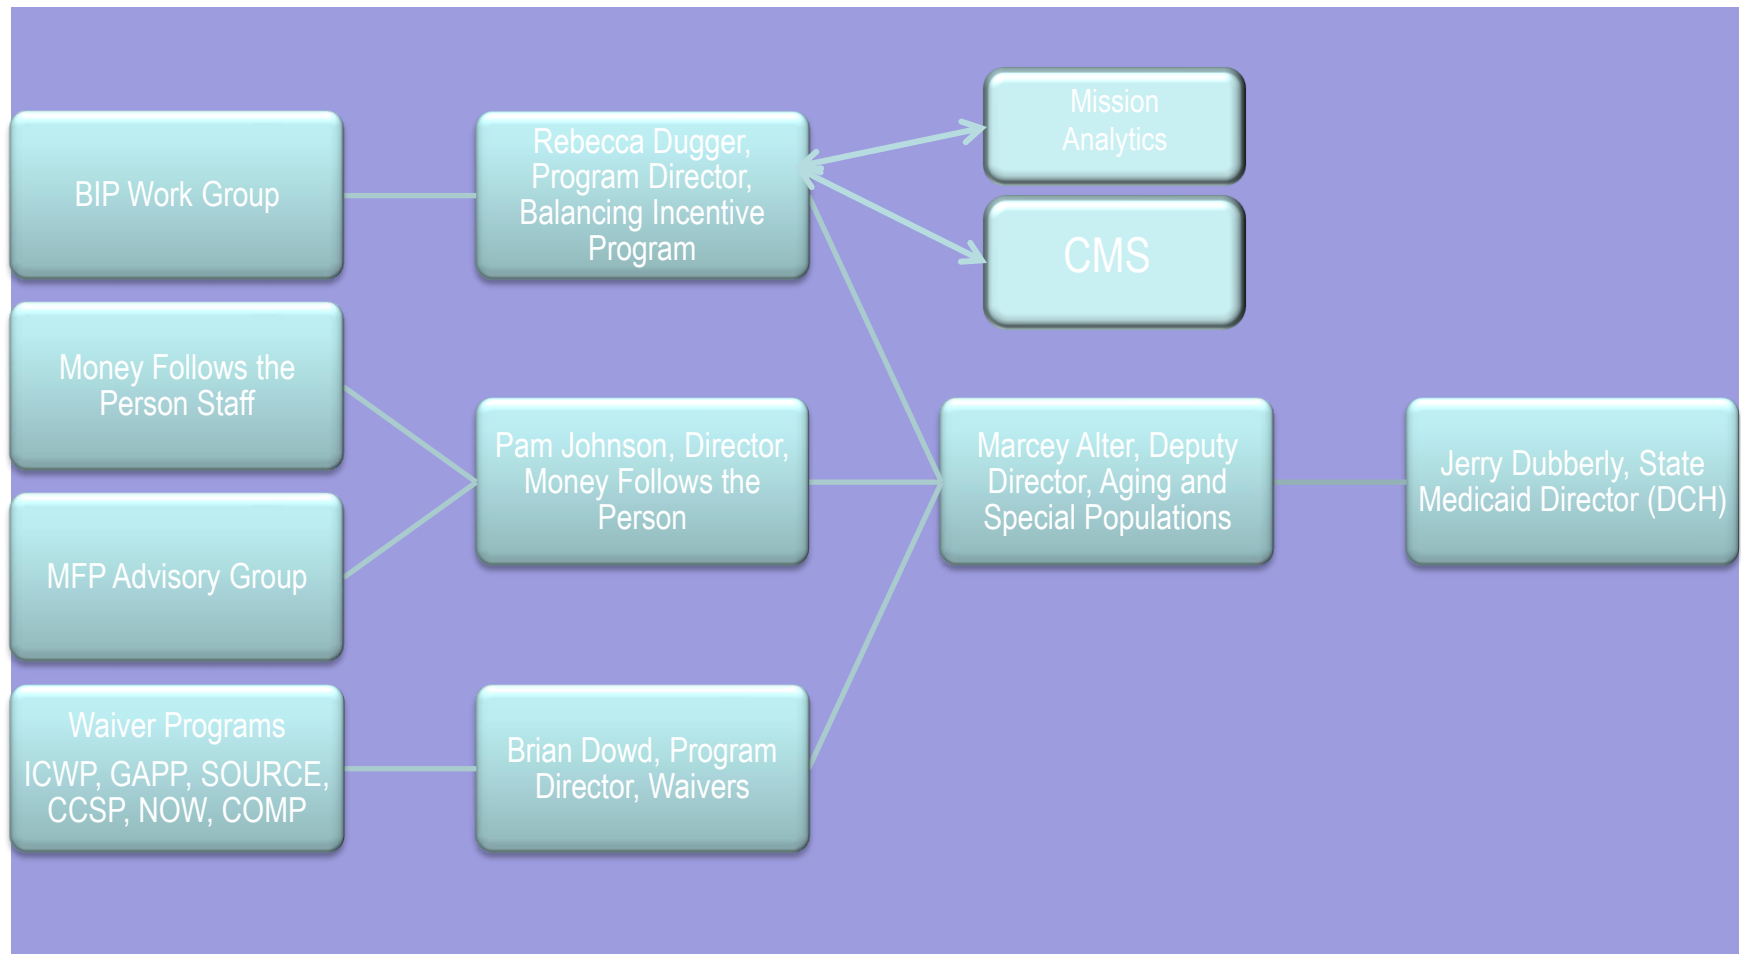 BIP Work Group
Rebecca Dugger,
Program Director,
Balancing Incentive
Program
Mission
Analytics
CMS
Money Follows the
Person Staff
MFP Advisory Group
Pam Johnson, Director,
Money Follows the
Person
Marcey Alter, Deputy
Director, Aging and
Special Populations
Jerry Dubberly, State
Medicaid Director (DCH)
Waiver Programs
ICWP, GAPP, SOURCE,
CCSP, NOW, COMP
Brian Dowd, Program
Director, Waivers